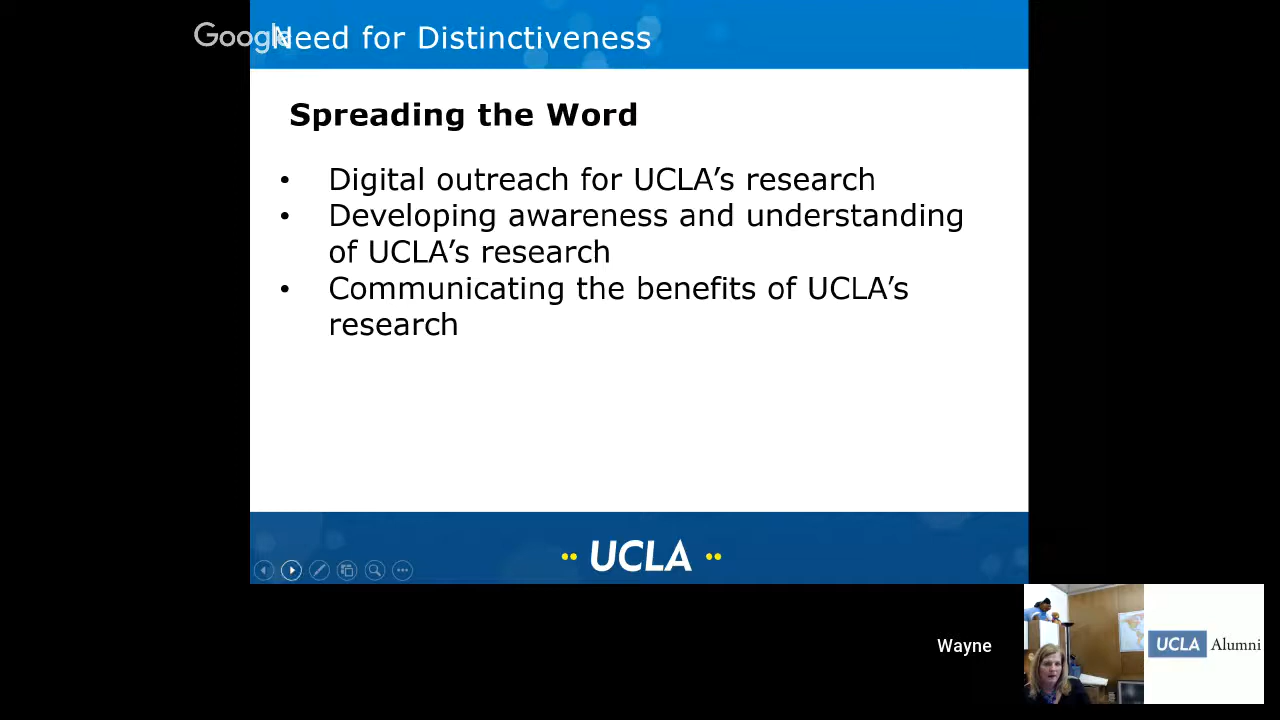 Google
Need for Distinctiveness
Spreading the Word
• Digital outreach for UCLA’s research
• Developing awareness and understanding
of UCLA’s research
• Communicating the benefits of UCLA’s
research
UCLA
Wayne
UCLA Alumni